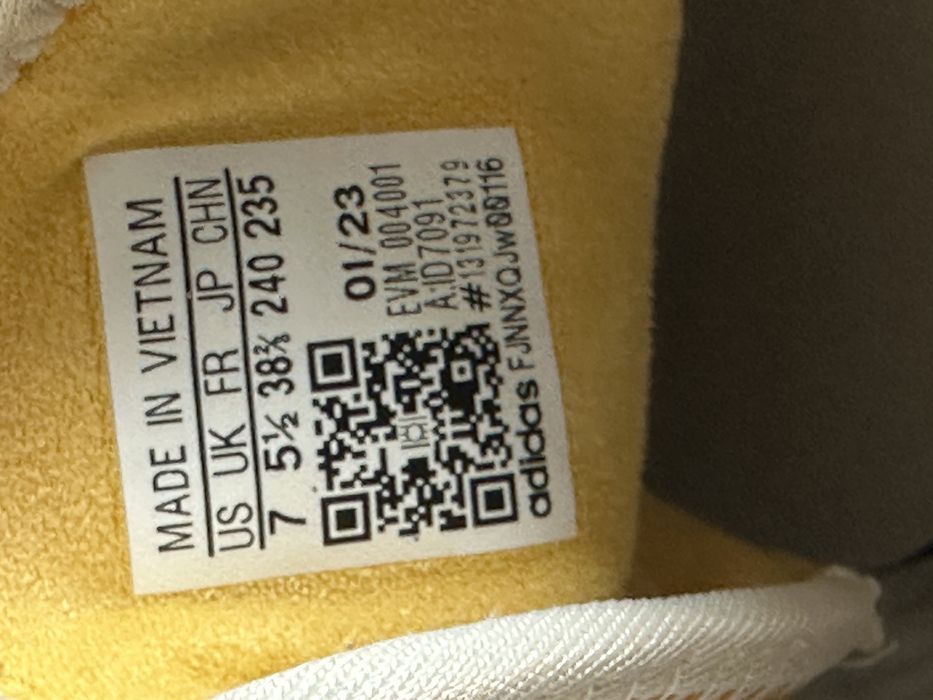 MADE IN VIETNAM
US UK FR JP CHN
7 5½ 38⅔ 240 235
01/23
EVM 004001
A:ID7091
#131972379
adidas FJNNXQJw00116